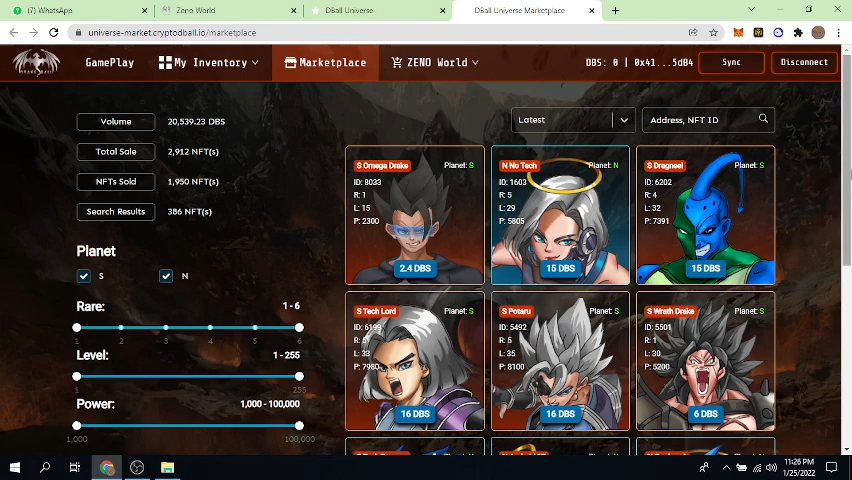 (7) WhatsApp
Zeno World
DBall Universe
DBall Universe Marketplace
universe-market.cryptodball.io/marketplace
GamePlay
My Inventory
Marketplace
ZENO World
DBS: 0 | 0x41...5dB4
Sync
Disconnect
Volume
20,539.23 DBS
Latest
Address, NFT ID
Total Sale
2,912 NFT(s)
NFTs Sold
1,950 NFT(s)
Search Results
386 NFT(s)
Planet
S
N
Rare:
1 - 6
1
2
3
4
5
6
Level:
1 - 255
1
255
Power:
1,000 - 100,000
1,000
100,000
S Omega Drake
Planet: S
ID: 8033
R: 1
L: 15
P: 2300
2.4 DBS
N No Tech
Planet: N
ID: 1603
R: 5
L: 29
P: 5805
15 DBS
S Dragneel
Planet: S
ID: 6202
R: 4
L: 32
P: 7391
15 DBS
S Tech Lord
Planet: S
ID: 6199
R: 5
L: 33
P: 7980
16 DBS
S Potaru
Planet: S
ID: 5492
R: 5
L: 35
P: 8100
16 DBS
S Wrath Drake
Planet: S
ID: 5501
R: 1
L: 30
P: 5200
6 DBS
11:26 PM
1/25/2022